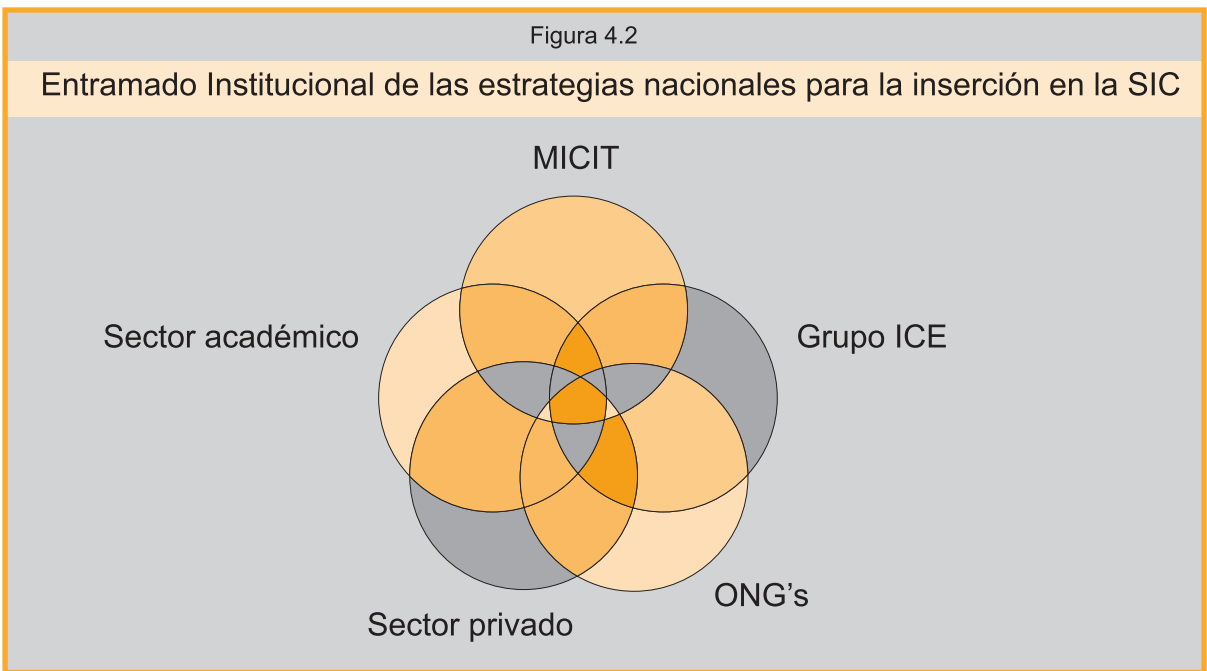 Figura 4.2
Entramado Institucional de las estrategias nacionales para la inserción en la SIC
MICIT
Sector académico
Grupo ICE
ONG's
Sector privado